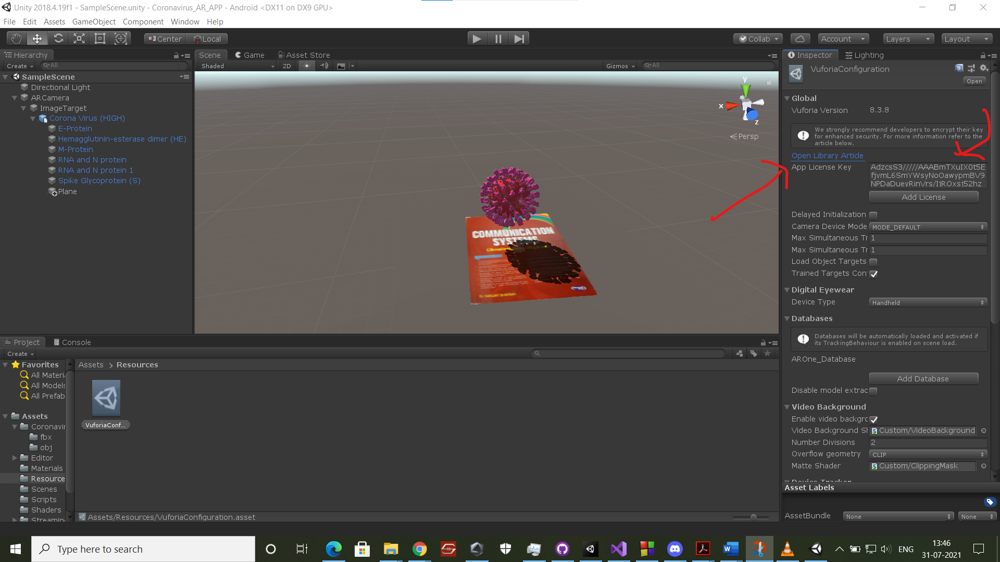 Unity 2018.4.19f1 - SampleScene.unity - Coronavirus_AR_APP - Android <DX11 on DX9 GPU>
File Edit Assets GameObject Component Window Help
Center Local Collab Account Layers Layout
Hierarchy
Create All
SampleScene
Directional Light
ARCamera
ImageTarget
Corona Virus (HIGH)
E-Protein
Hemagglutinin-esterase dimer (HE)
M-Protein
RNA and N protein
RNA and N protein 1
Spike Glycoprotein (S)
Plane
Scene Game Asset Store
Shaded 2D Gizmos All
y
x
z
Persp
COMMUNICATION
SYSTEMS
Dr. SANJAY SHARMA
Inspector Lighting
VuforiaConfiguration
Open
Global
Vuforia Version 8.3.8
We strongly recommend developers to encrypt their key
for enhanced security. For more information refer to the
article below.
Open Library Article
App License Key AdzcsS3/////AAABmTXuIX0t5E
fjvmL6SmYWsyNoOawypmBV9
NPDaDueyRinVrs/IjROxsj52hz
Add License
Delayed Initialization
Camera Device Mode MODE_DEFAULT
Max Simultaneous Tr 1
Max Simultaneous Tr 1
Load Object Targets
Trained Targets Con
Digital Eyewear
Device Type Handheld
Databases
Databases will be automatically loaded and activated if
its TrackingBehaviour is enabled on scene load.
AROne_Database
Add Database
Disable model extrac
Video Background
Enable video backgrc
Video Background Sl Custom/VideoBackground
Number Divisions 2
Overflow geometry CLIP
Matte Shader Custom/ClippingMask
Device Tracker
Asset Labels
AssetBundle None None
Project Console
Create
Favorites
All Materia
All Models
All Prefab
Assets
Coronavir
fbx
obj
Editor
Materials
Resource
Scenes
Scripts
Shaders
Streaming
Assets > Resources
VuforiaConf...
Assets/Resources/VuforiaConfiguration.asset
Type here to search
ENG
13:46
31-07-2021